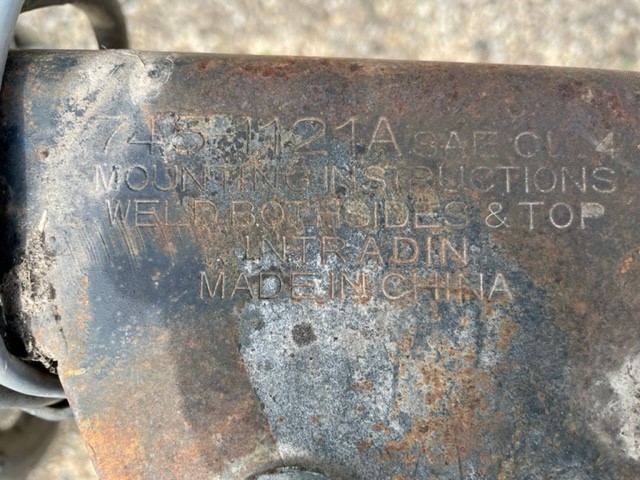 SAE CL 4
MOUNTING INSTRUCTIONS
WELD BOTH SIDES & TOP
INTRADIN
MADE IN CHINA